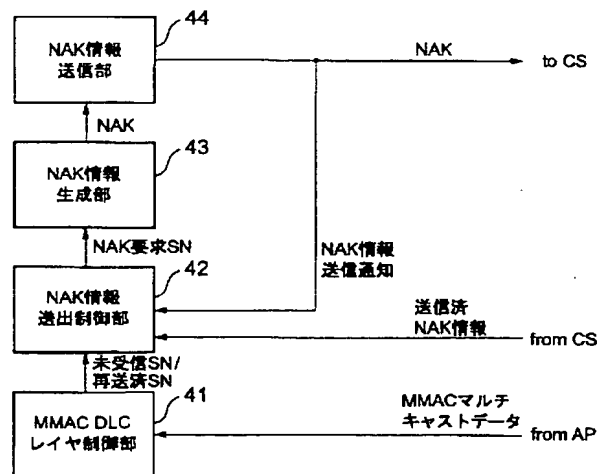 44
NAK情報
送信部
NAK
to CS
NAK
43
NAK情報
生成部
NAK要求SN
42
NAK情報
送信通知
NAK情報
送出制御部
送信済
NAK情報
from CS
未受信SN/
再送済SN
41
MMACマルチ
キャストデータ
from AP
MMAC DLC
レイヤ制御部